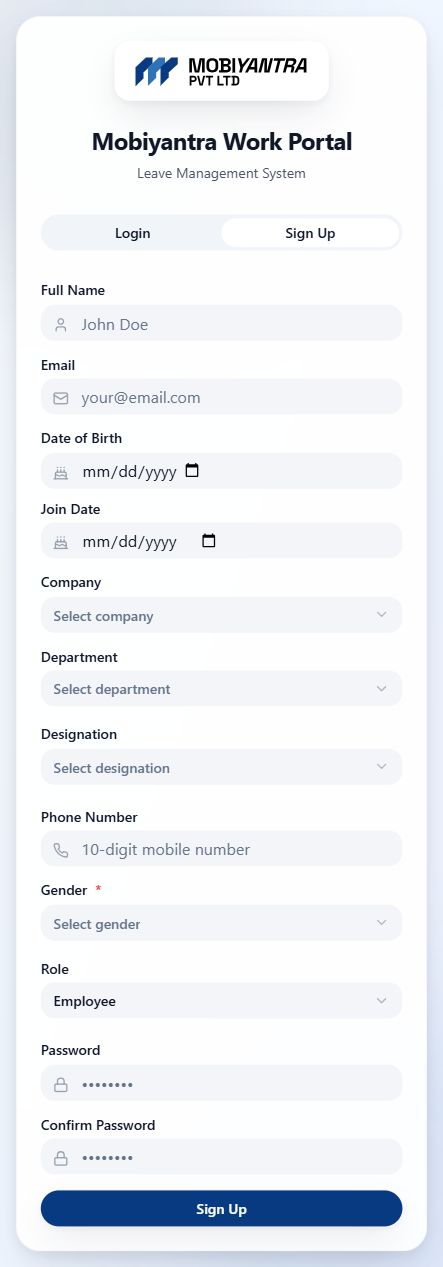 MOBIYANTRA
PVT LTD
Mobiyantra Work Portal
Leave Management System
Login
Sign Up
Full Name
John Doe
Email
your@email.com
Date of Birth
mm/dd/yyyy
Join Date
mm/dd/yyyy
Company
Select company
Department
Select department
Designation
Select designation
Phone Number
10-digit mobile number
Gender *
Select gender
Role
Employee
Password
••••••••
Confirm Password
••••••••
Sign Up